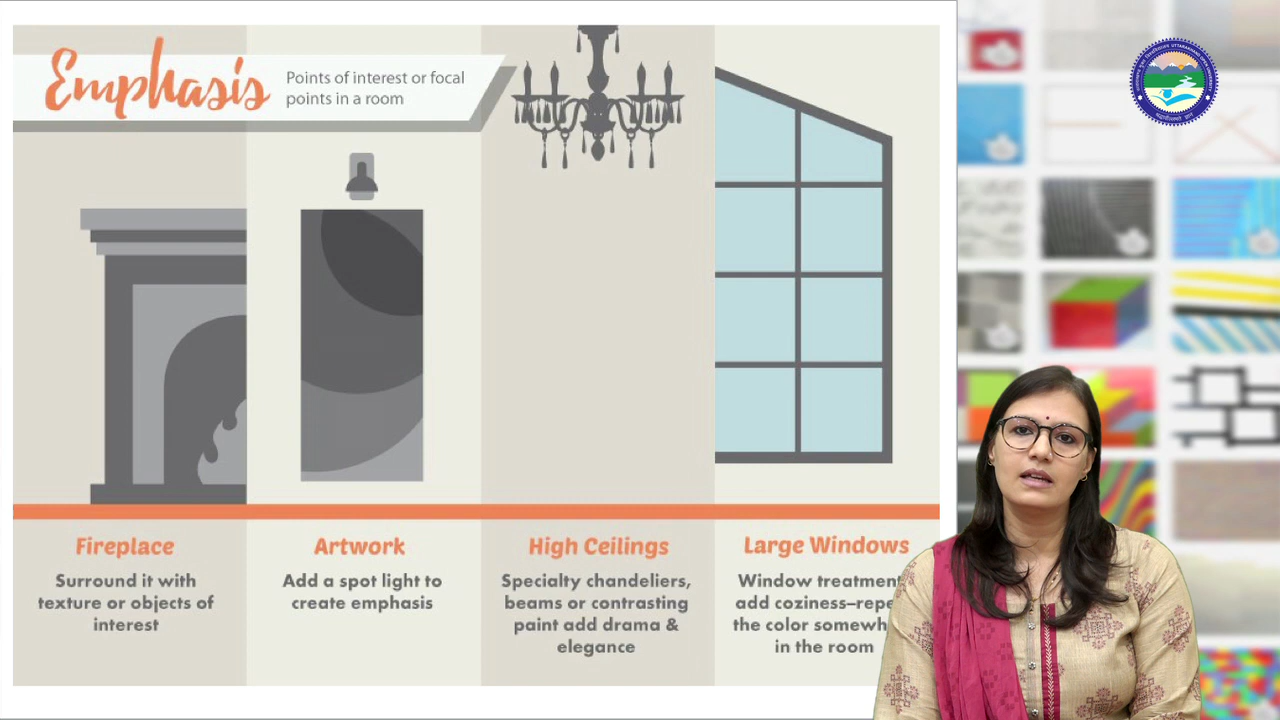 Emphasis
Points of interest or focal
points in a room
Fireplace
Surround it with
texture or objects of
interest
Artwork
Add a spot light to
create emphasis
High Ceilings
Specialty chandeliers,
beams or contrasting
paint add drama &
elegance
Large Windows
Window treatment
add coziness–repe
the color somewh
in the room